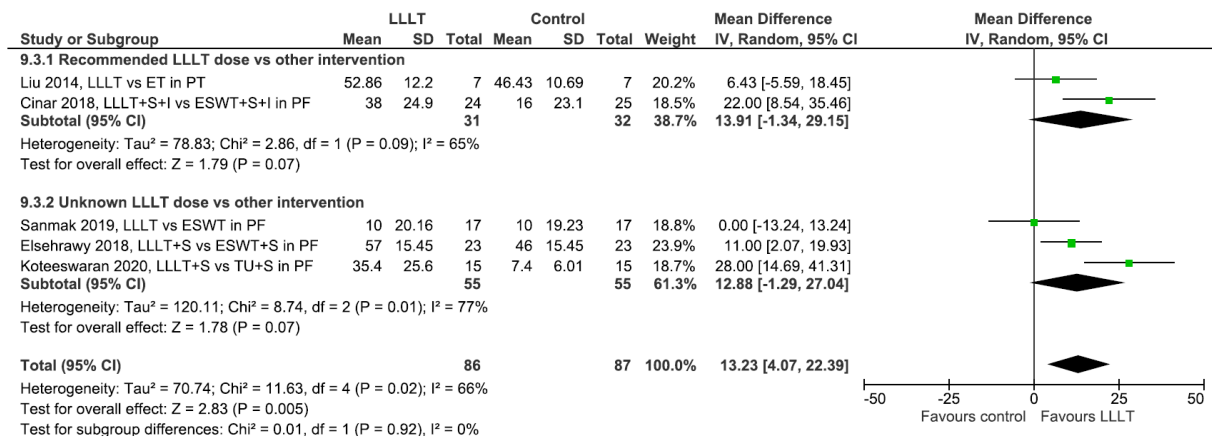 LLLT Control Mean Difference Mean Difference
Study or Subgroup Mean SD Total Mean SD Total Weight IV, Random, 95% CI IV, Random, 95% CI
9.3.1 Recommended LLLT dose vs other intervention
Liu 2014, LLLT vs ET in PT 52.86 12.2 7 46.43 10.69 7 20.2% 6.43 [-5.59, 18.45]
Cinar 2018, LLLT+S+I vs ESWT+S+I in PF 38 24.9 24 16 23.1 25 18.5% 22.00 [8.54, 35.46]
Subtotal (95% CI) 31 32 38.7% 13.91 [-1.34, 29.15]
Heterogeneity: Tau² = 78.83; Chi² = 2.86, df = 1 (P = 0.09); I² = 65%
Test for overall effect: Z = 1.79 (P = 0.07)
9.3.2 Unknown LLLT dose vs other intervention
Sanmak 2019, LLLT vs ESWT in PF 10 20.16 17 10 19.23 17 18.8% 0.00 [-13.24, 13.24]
Elsehrawy 2018, LLLT+S vs ESWT+S in PF 57 15.45 23 46 15.45 23 23.9% 11.00 [2.07, 19.93]
Koteeswaran 2020, LLLT+S vs TU+S in PF 35.4 25.6 15 7.4 6.01 15 18.7% 28.00 [14.69, 41.31]
Subtotal (95% CI) 55 55 61.3% 12.88 [-1.29, 27.04]
Heterogeneity: Tau² = 120.11; Chi² = 8.74, df = 2 (P = 0.01); I² = 77%
Test for overall effect: Z = 1.78 (P = 0.07)
Total (95% CI) 86 87 100.0% 13.23 [4.07, 22.39]
Heterogeneity: Tau² = 70.74; Chi² = 11.63, df = 4 (P = 0.02); I² = 66%
Test for overall effect: Z = 2.83 (P = 0.005)
Test for subgroup differences: Chi² = 0.01, df = 1 (P = 0.92), I² = 0%
-50 -25 0 25 50
Favours control Favours LLLT